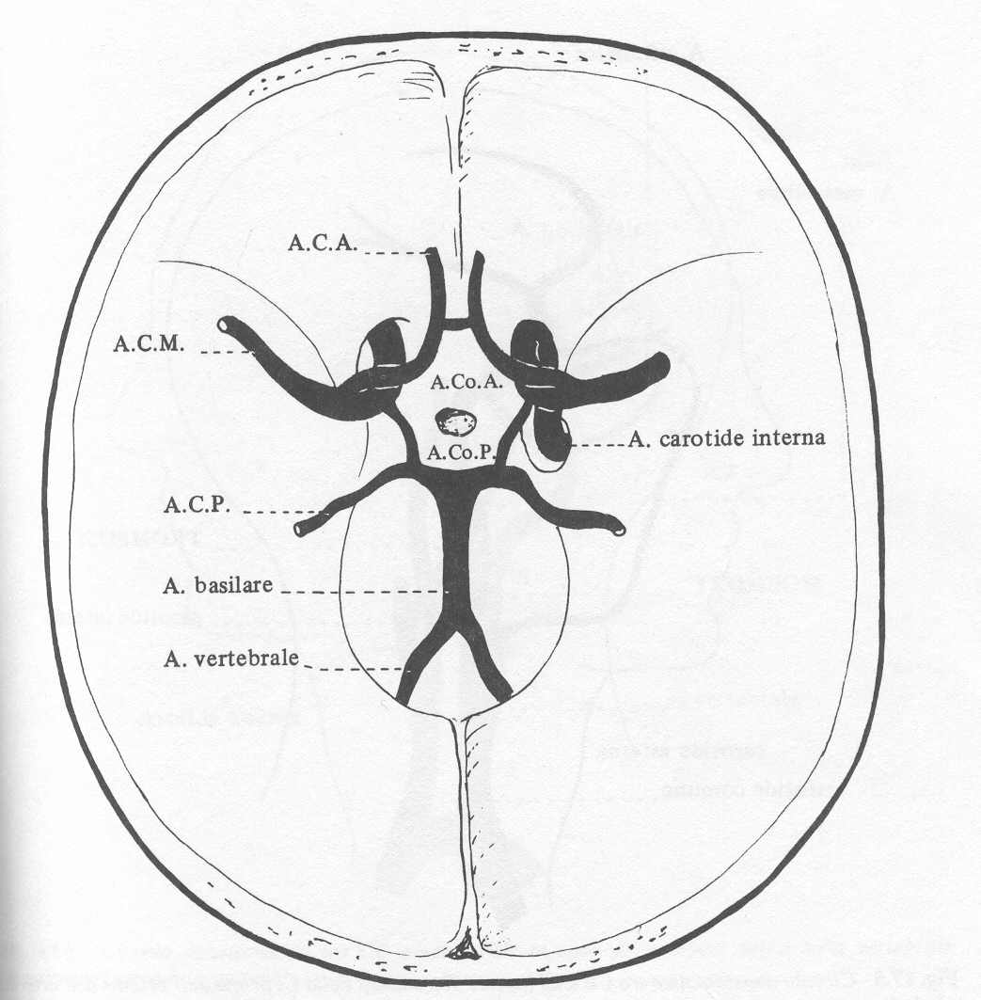 A.C.A.
A.C.M.
A.Co.A.
A. carotide interna
A.Co.P.
A.C.P.
A. basilare
A. vertebrale